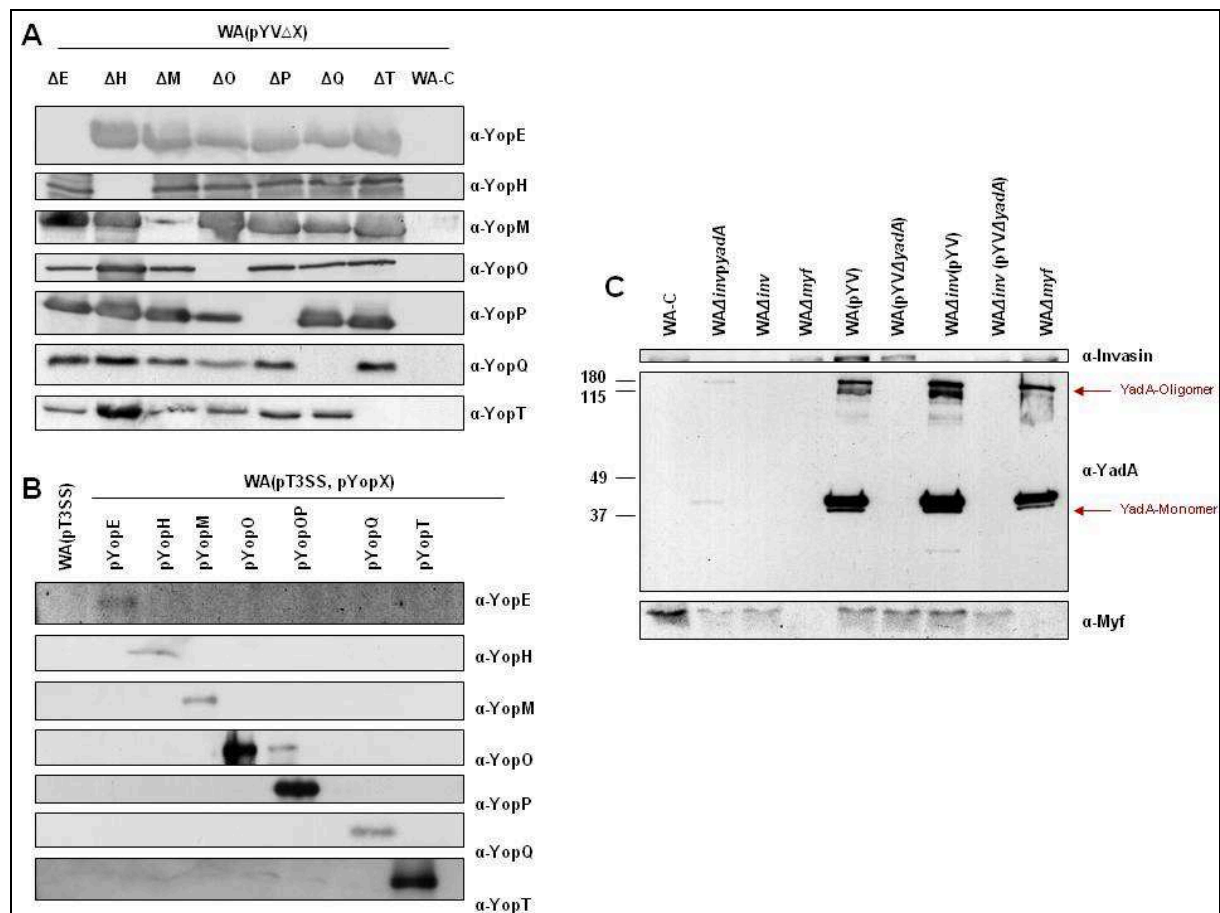 A
WA(pYVΔX)
ΔE ΔH ΔM ΔO ΔP ΔQ ΔT WA-C
α-YopE
α-YopH
α-YopM
α-YopO
α-YopP
α-YopQ
α-YopT
B
WA(pT3SS, pYopX)
WA(pT3SS) pYopE pYopH pYopM pYopO pYopOP pYopQ pYopT
α-YopE
α-YopH
α-YopM
α-YopO
α-YopP
α-YopQ
α-YopT
C
WA-C WAΔinvpyadA WAΔinv WAΔmyf WA(pYV) WA(pYVΔyadA) WAΔinv(pYV) WAΔinv (pYVΔyadA) WAΔmyf
α-Invasin
180
115
YadA-Oligomer
α-YadA
49
37
YadA-Monomer
α-Myf